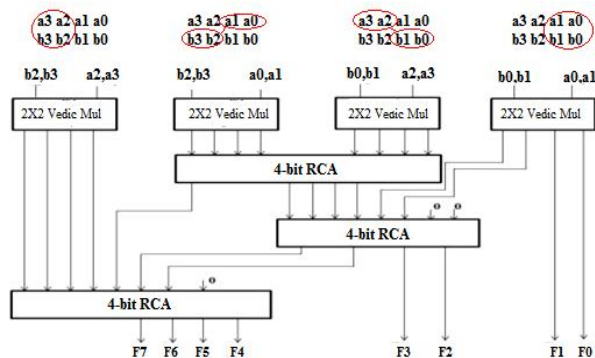 a3 a2 a1 a0 a3 a2 a1 a0 a3 a2 a1 a0 a3 a2 a1 a0
b3 b2 b1 b0 b3 b2 b1 b0 b3 b2 b1 b0 b3 b2 b1 b0
b2,b3 a2,a3 b2,b3 a0,a1 b0,b1 a2,a3 b0,b1 a0,a1
2X2 Vedic Mul 2X2 Vedic Mul 2X2 Vedic Mul 2X2 Vedic Mul
4-bit RCA
0 0
4-bit RCA
0
4-bit RCA
F7 F6 F5 F4 F3 F2 F1 F0